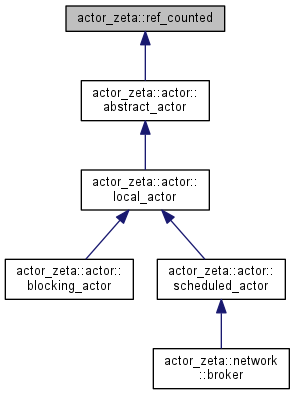 actor_zeta::ref_counted
actor_zeta::actor::
abstract_actor
actor_zeta::actor::
local_actor
actor_zeta::actor::
blocking_actor
actor_zeta::actor::
scheduled_actor
actor_zeta::network
::broker